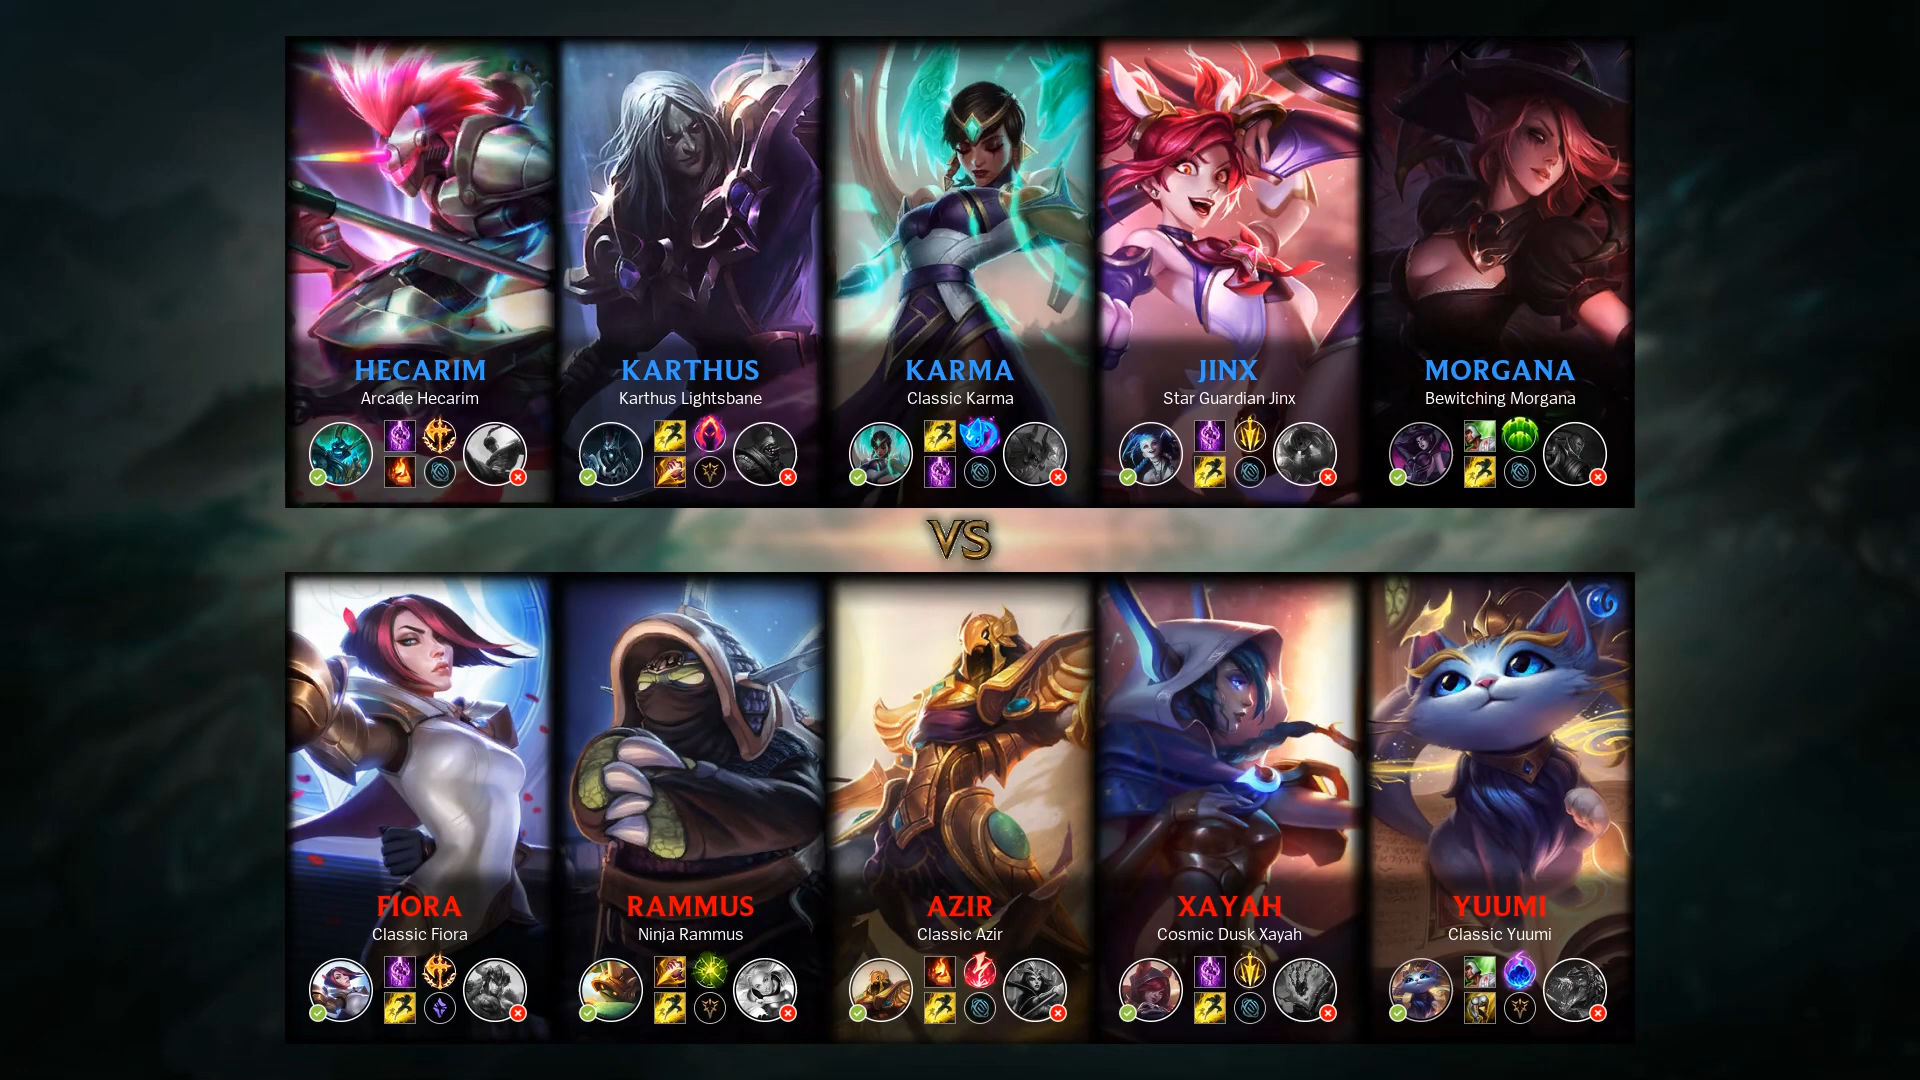 HECARIM
Arcade Hecarim
KARTHUS
Karthus Lightsbane
KARMA
Classic Karma
JINX
Star Guardian Jinx
MORGANA
Bewitching Morgana
VS
FIORA
Classic Fiora
RAMMUS
Ninja Rammus
AZIR
Classic Azir
XAYAH
Cosmic Dusk Xayah
YUUMI
Classic Yuumi